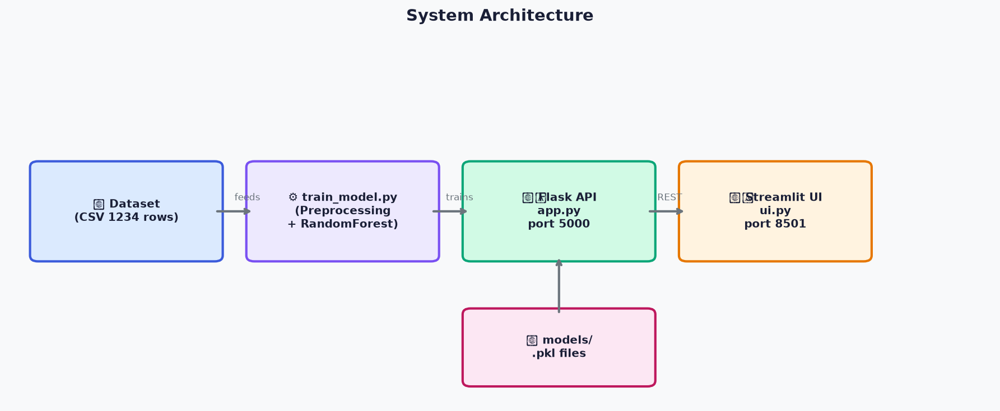 System Architecture
Dataset
(CSV 1234 rows)
feeds
⚙ train_model.py
(Preprocessing
+ RandomForest)
trains
Flask API
app.py
port 5000
REST
Streamlit UI
ui.py
port 8501
models/
.pkl files